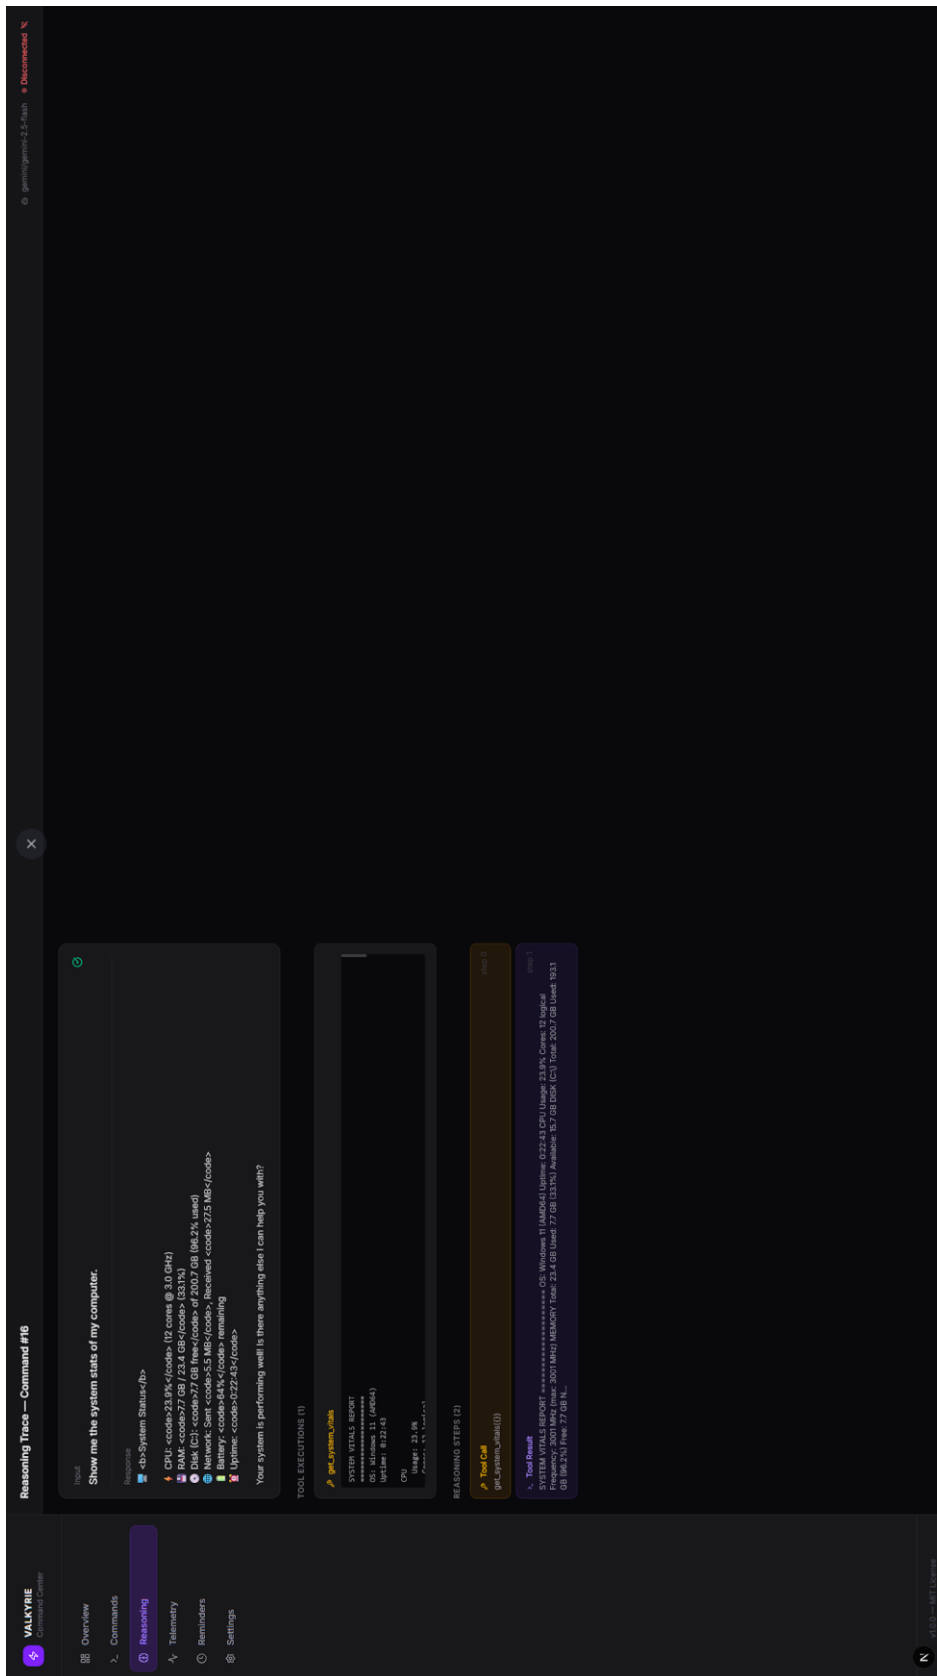 VALKYRIE
Command Center
Overview
Commands
Reasoning
Telemetry
Reminders
Settings
v1.0.0 — MIT License
N
Reasoning Trace — Command #16
gemini/gemini-2.5-flash
Disconnected
Input
Show me the system stats of my computer.
Response
<b>System Status</b>
CPU: <code>23.9%</code> (12 cores @ 3.0 GHz)
RAM: <code>7.7 GB / 23.4 GB</code> (33.1%)
Disk (C:): <code>7.7 GB free</code> of 200.7 GB (96.2% used)
Network: Sent <code>5.5 MB</code>, Received <code>27.5 MB</code>
Battery: <code>64%</code> remaining
Uptime: <code>0:22:43</code>
Your system is performing well! Is there anything else I can help you with?
TOOL EXECUTIONS (1)
get_system_vitals
SYSTEM VITALS REPORT
OS: Windows 11 (AMD64)
Uptime: 0:22:43
CPU
Usage: 23.9%
REASONING STEPS (2)
Tool Call
step 0
get_system_vitals({})
Tool Result
step 1
SYSTEM VITALS REPORT ==================== OS: Windows 11 (AMD64) Uptime: 0:22:43 CPU Usage: 23.9% Cores: 12 logical
Frequency: 3001 MHz (max: 3001 MHz) MEMORY Total: 23.4 GB Used: 7.7 GB (33.1%) Available: 15.7 GB DISK (C:\) Total: 200.7 GB Used: 193.1
GB (96.2%) Free: 7.7 GB N...